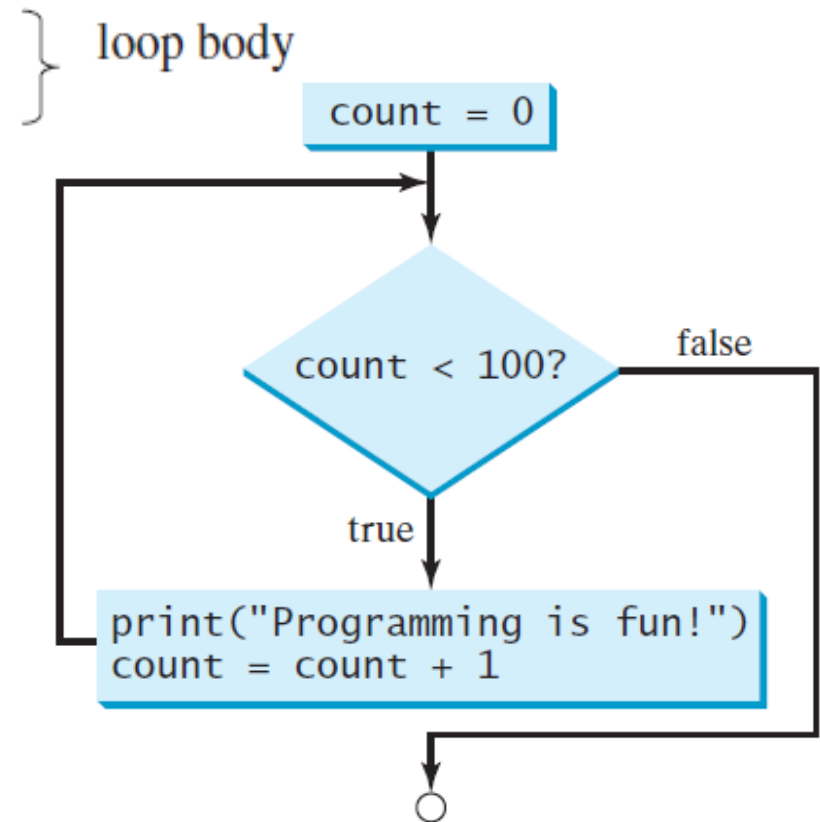 loop body
count = 0
count < 100?
false
true
print("Programming is fun!")
count = count + 1